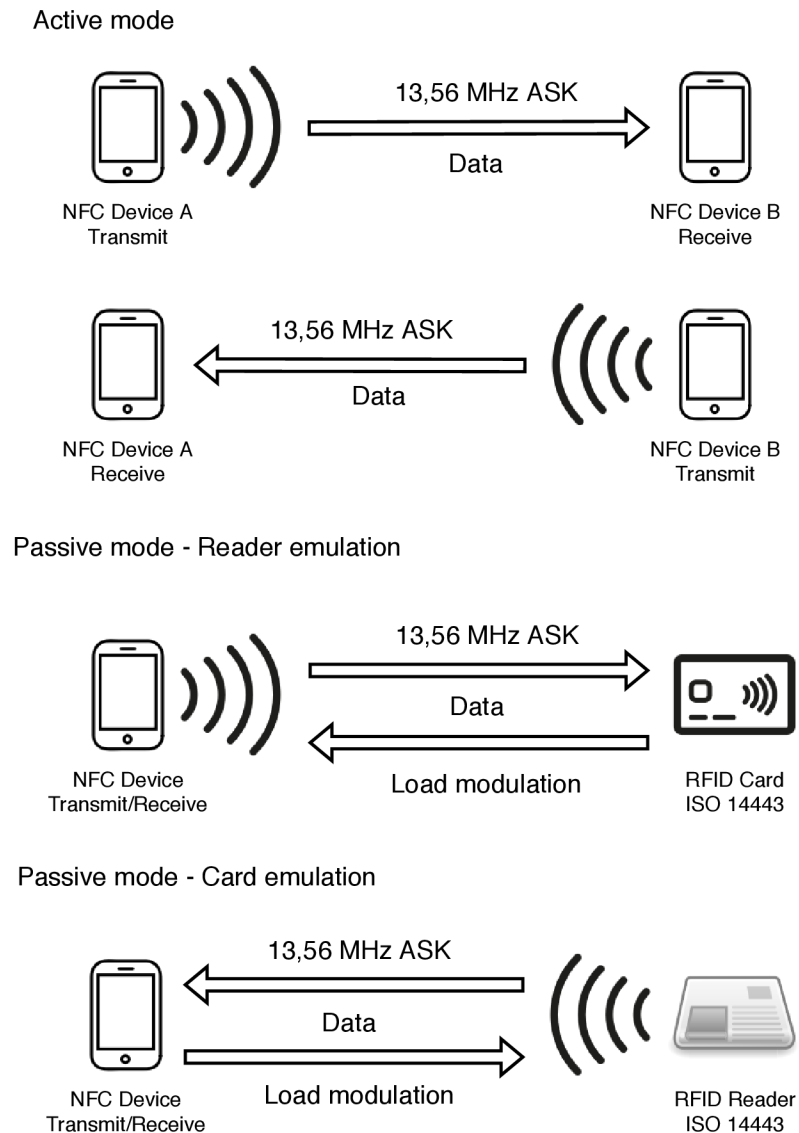 Active mode
13,56 MHz ASK
Data
NFC Device A
Transmit
NFC Device B
Receive
13,56 MHz ASK
Data
NFC Device A
Receive
NFC Device B
Transmit
Passive mode - Reader emulation
13,56 MHz ASK
Data
Load modulation
NFC Device
Transmit/Receive
RFID Card
ISO 14443
Passive mode - Card emulation
13,56 MHz ASK
Data
Load modulation
NFC Device
Transmit/Receive
RFID Reader
ISO 14443